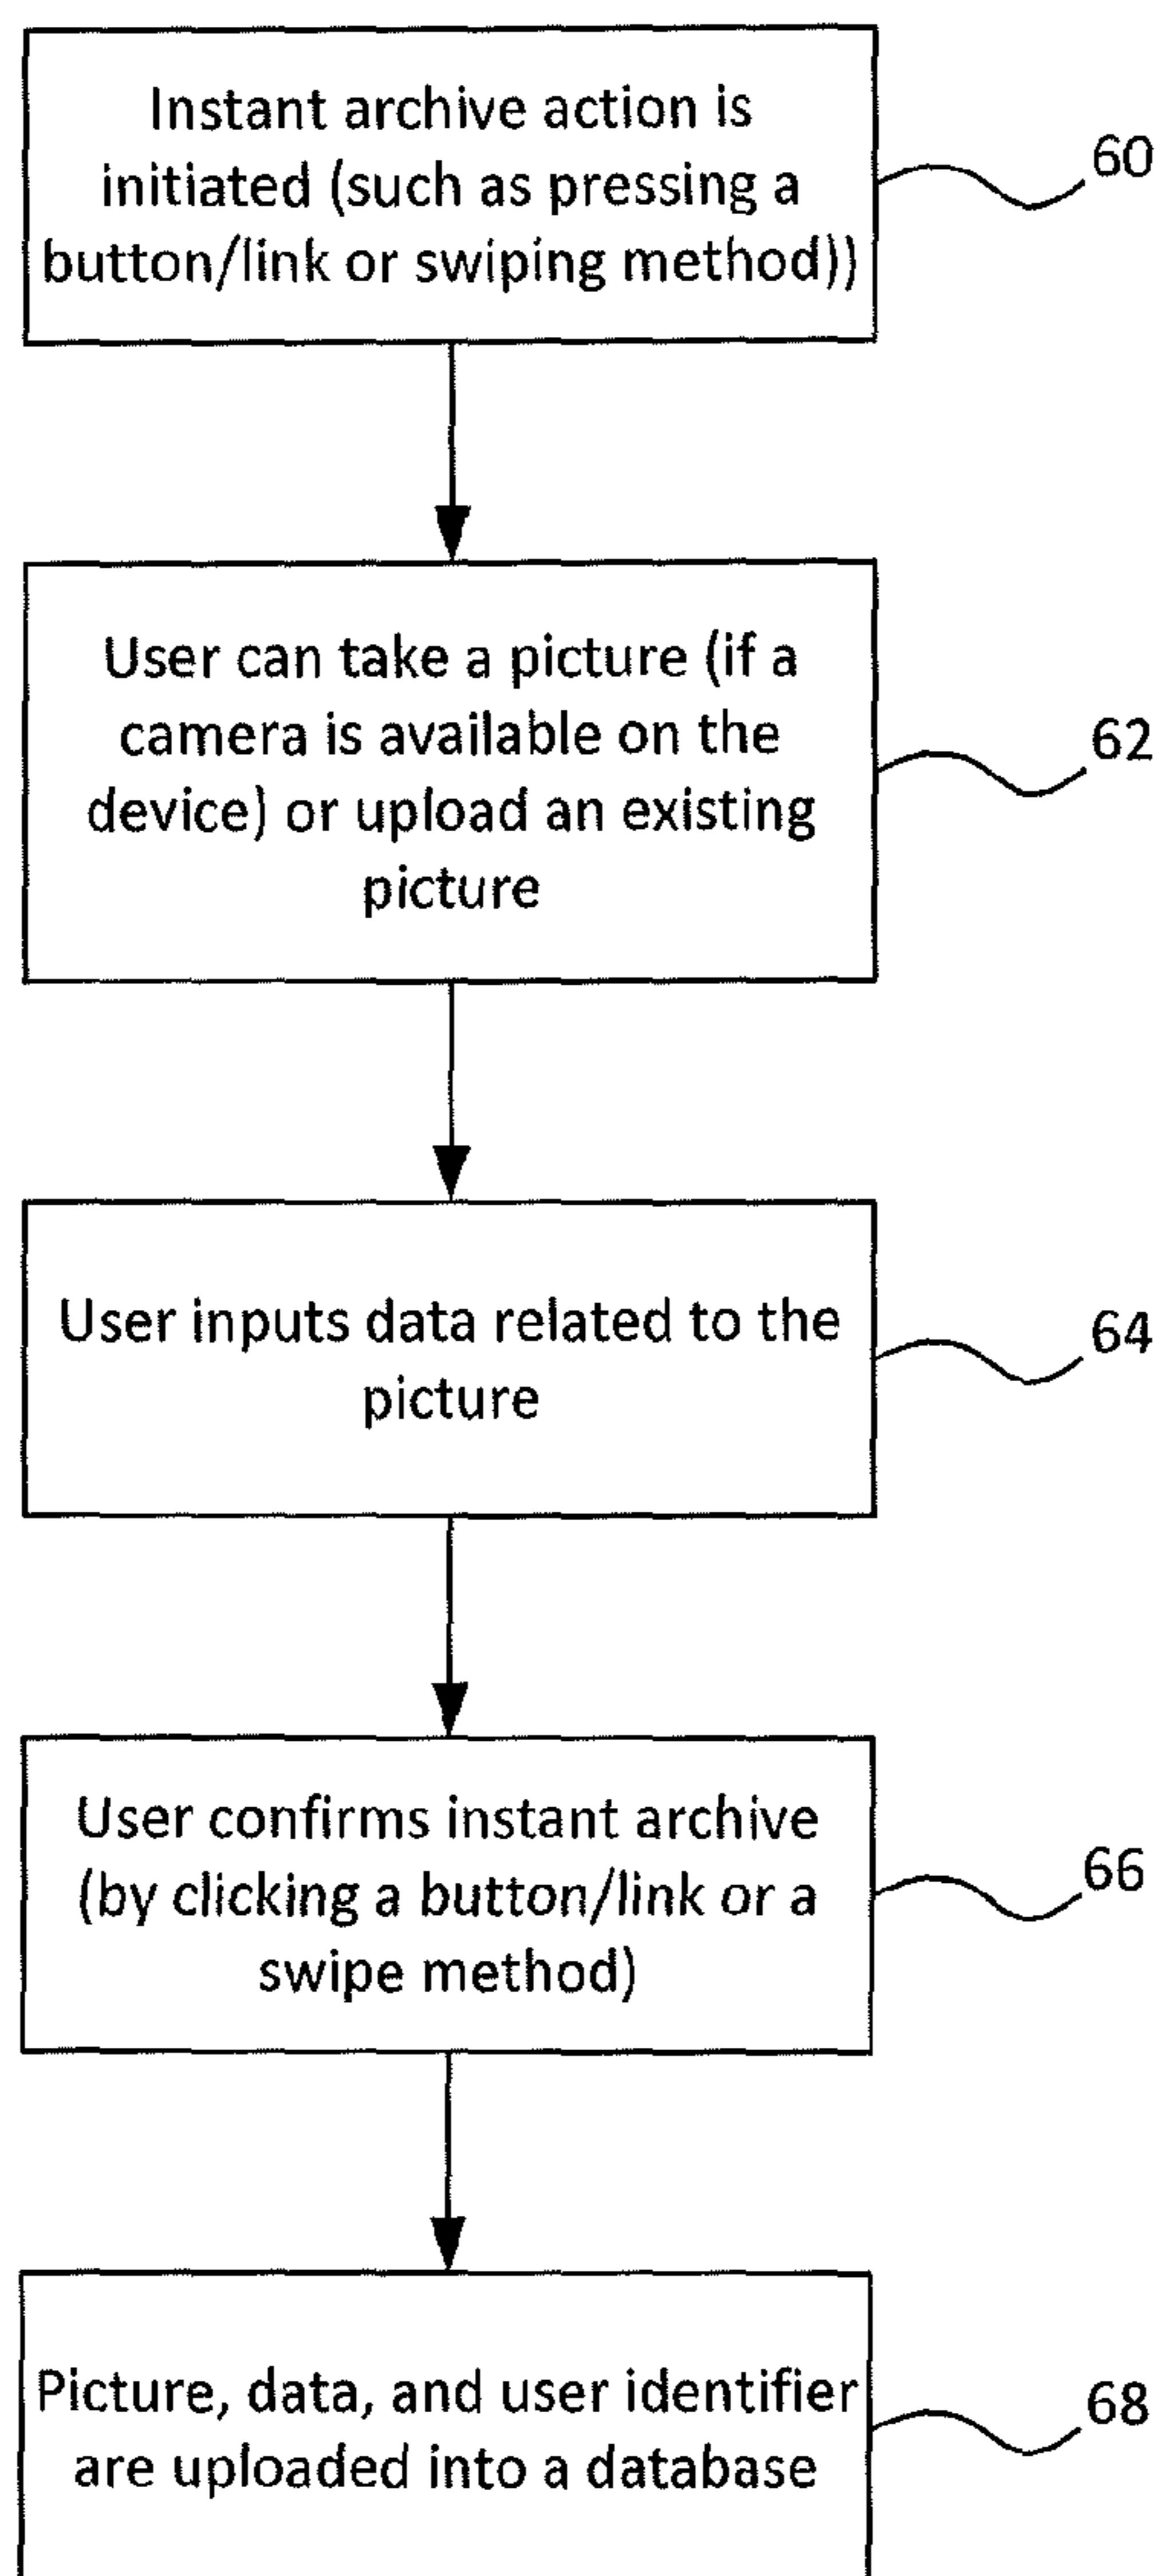 Instant archive action is
initiated (such as pressing a
button/link or swiping method))
60
User can take a picture (if a
camera is available on the
device) or upload an existing
picture
62
User inputs data related to the
picture
64
User confirms instant archive
(by clicking a button/link or a
swipe method)
66
Picture, data, and user identifier
are uploaded into a database
68